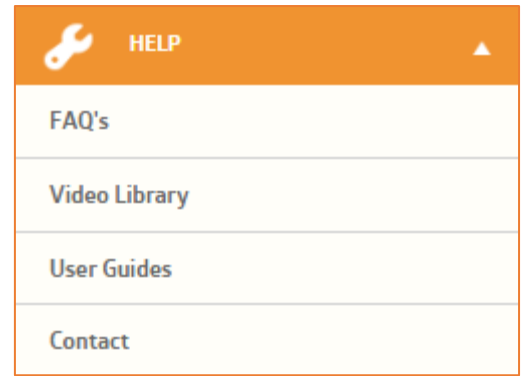 HELP
FAQ's
Video Library
User Guides
Contact